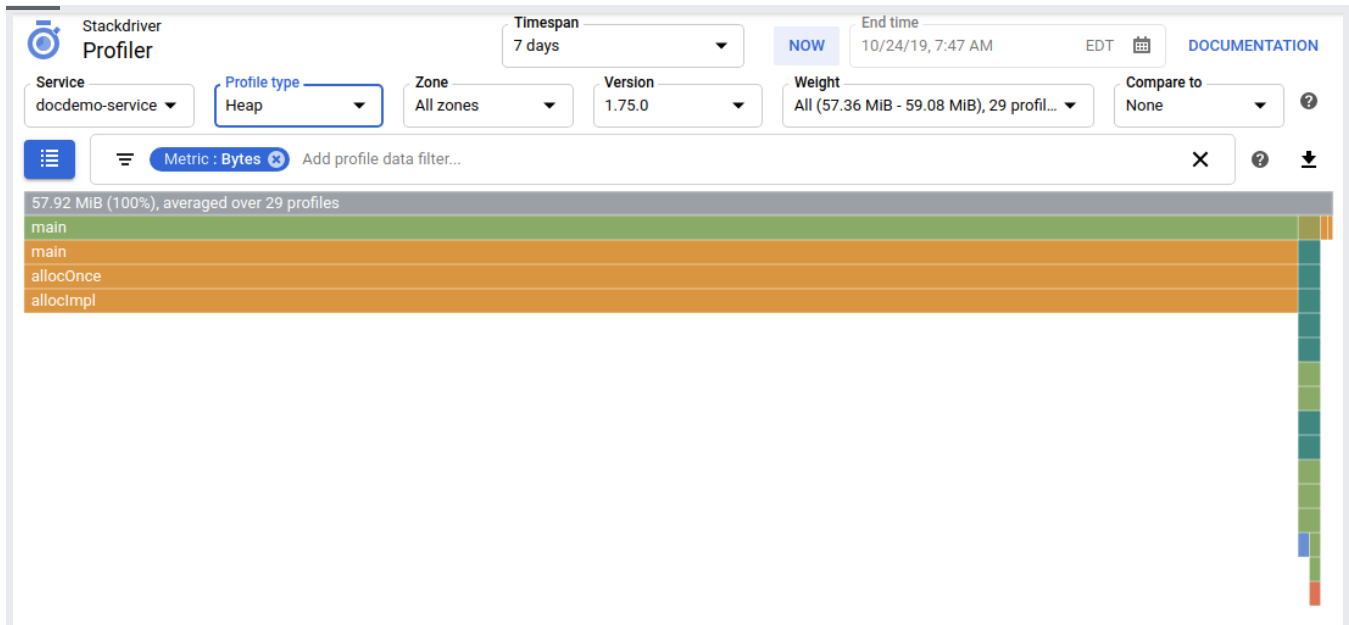 Stackdriver
Profiler
Timespan
7 days
NOW
End time
10/24/19, 7:47 AM EDT
DOCUMENTATION
Service
docdemo-service
Profile type
Heap
Zone
All zones
Version
1.75.0
Weight
All (57.36 MiB - 59.08 MiB), 29 profil...
Compare to
None
Metric : Bytes
Add profile data filter...
57.92 MiB (100%), averaged over 29 profiles
main
main
allocOnce
allocImpl